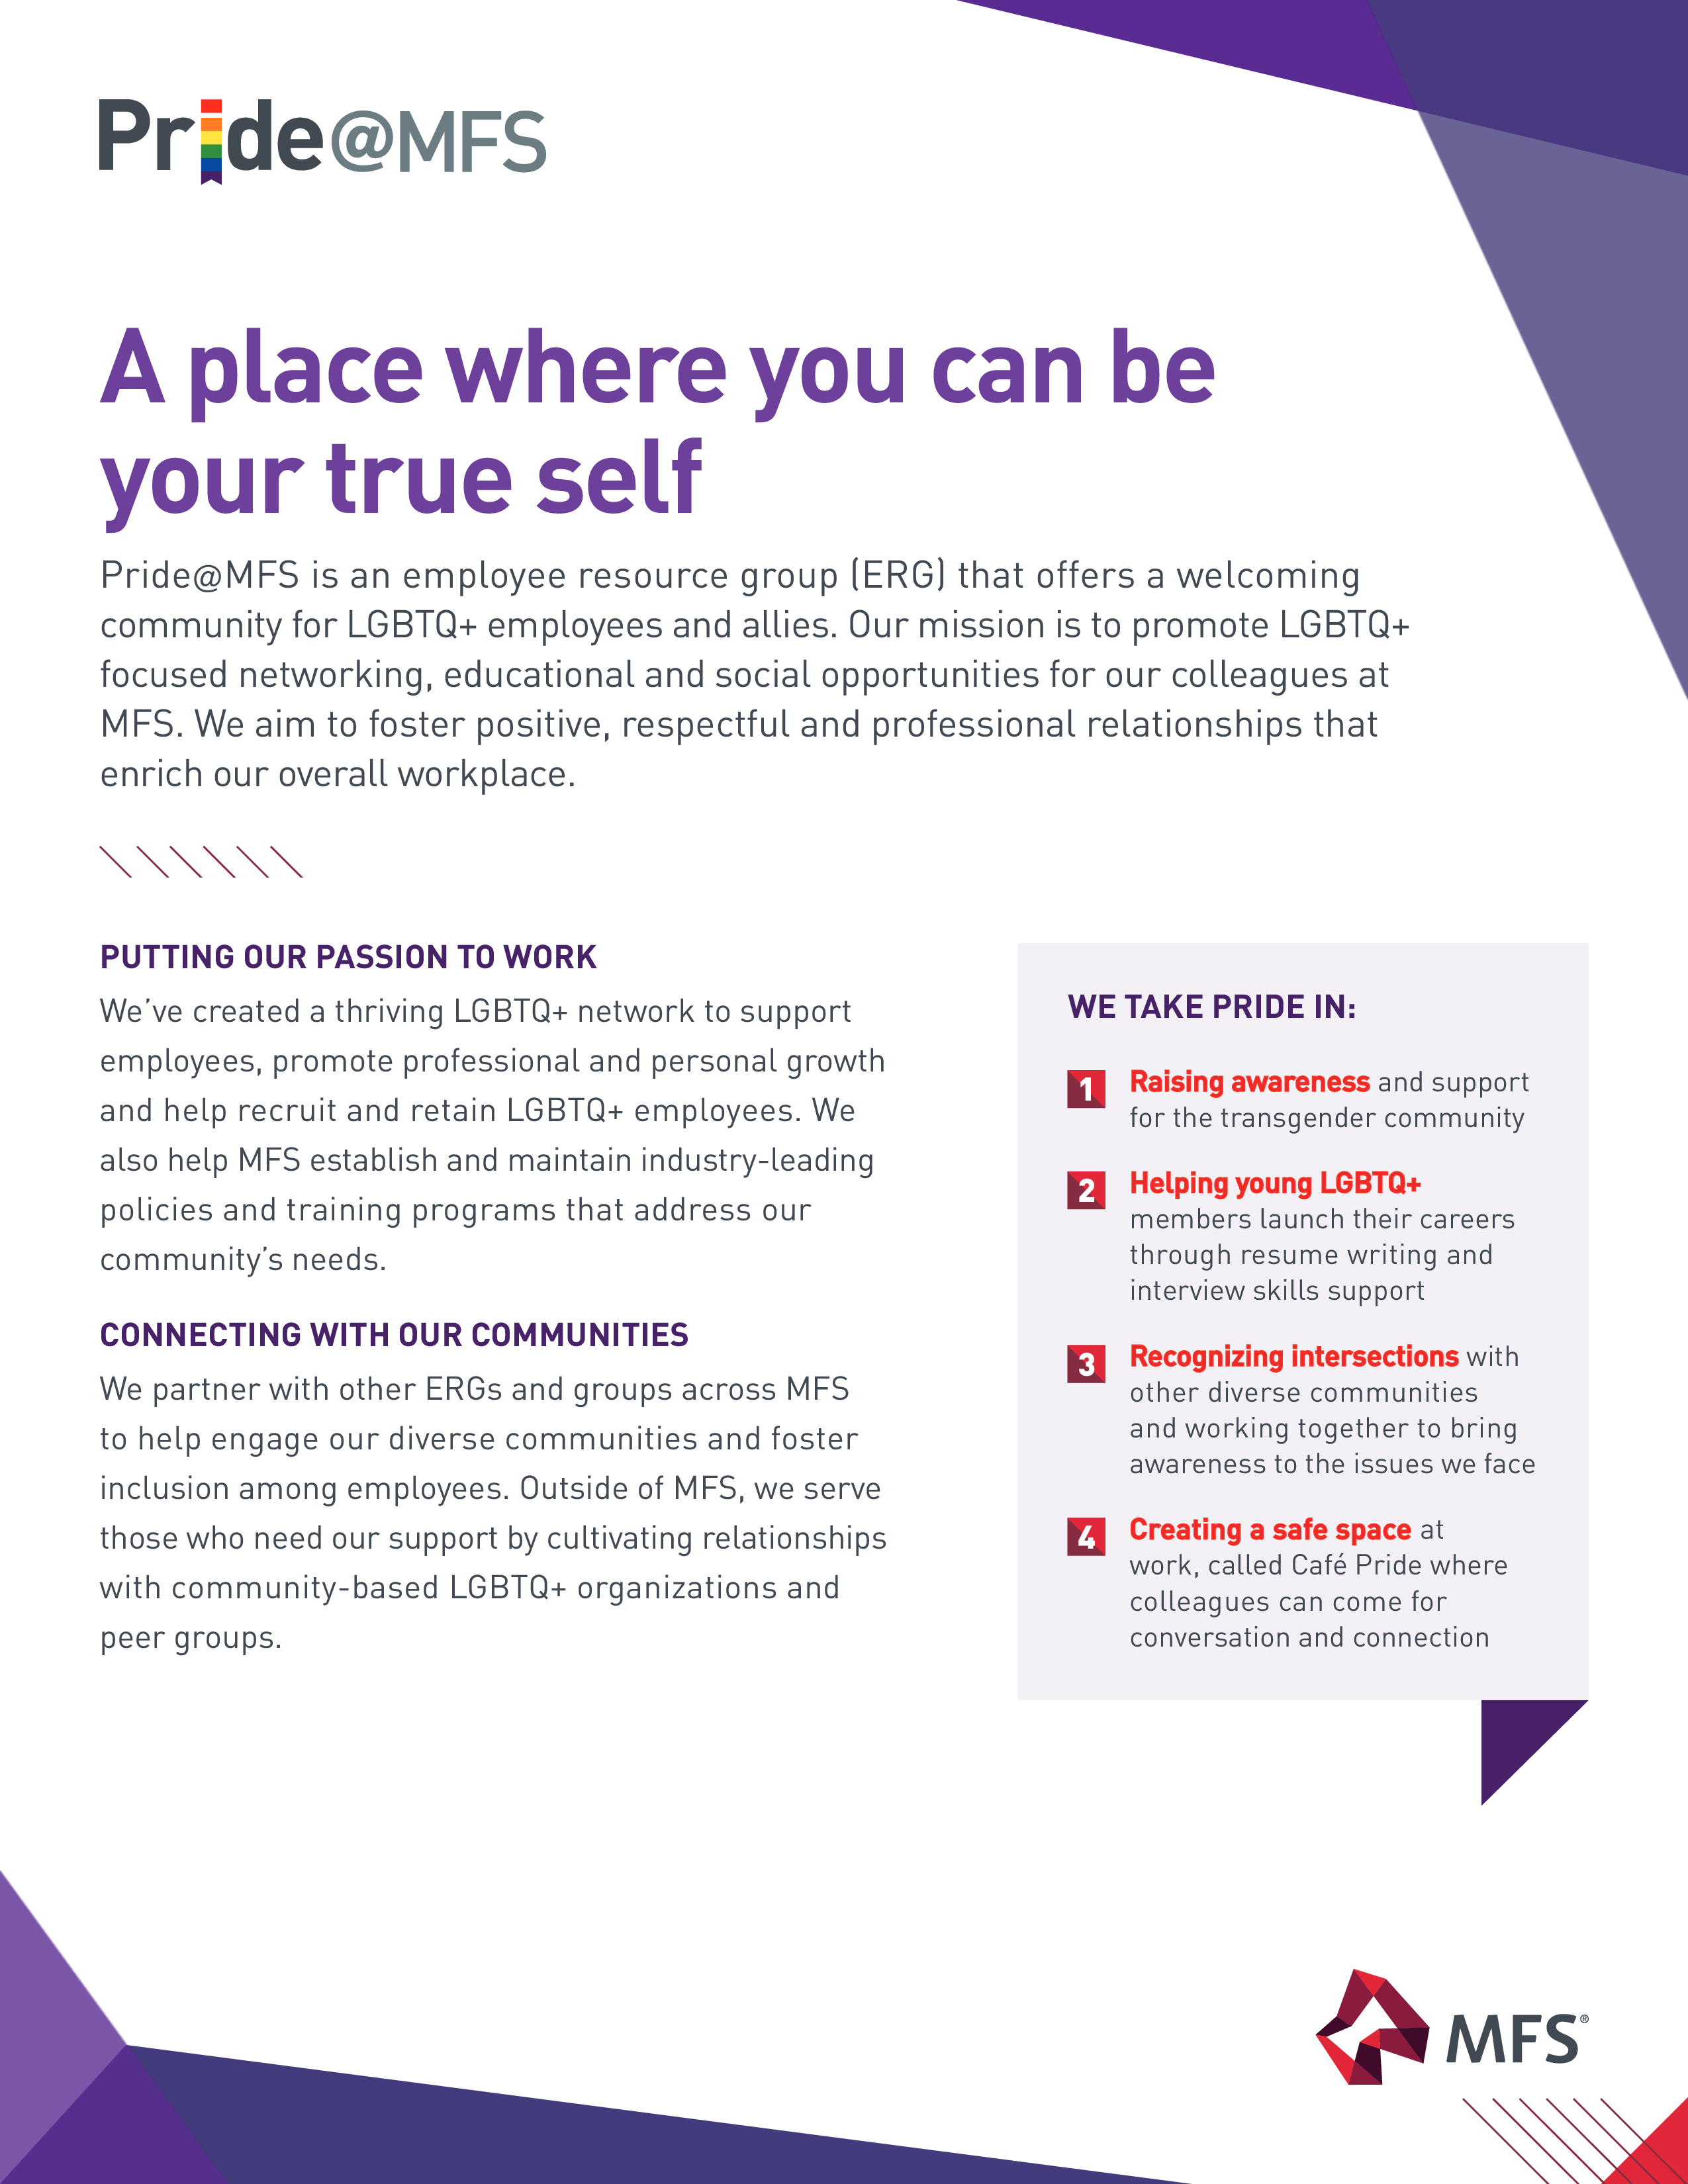 Pride@MFS
A place where you can be
your true self
Pride@MFS is an employee resource group (ERG) that offers a welcoming
community for LGBTQ+ employees and allies. Our mission is to promote LGBTQ+
focused networking, educational and social opportunities for our colleagues at
MFS. We aim to foster positive, respectful and professional relationships that
enrich our overall workplace.
PUTTING OUR PASSION TO WORK
We’ve created a thriving LGBTQ+ network to support
employees, promote professional and personal growth
and help recruit and retain LGBTQ+ employees. We
also help MFS establish and maintain industry-leading
policies and training programs that address our
community’s needs.
CONNECTING WITH OUR COMMUNITIES
We partner with other ERGs and groups across MFS
to help engage our diverse communities and foster
inclusion among employees. Outside of MFS, we serve
those who need our support by cultivating relationships
with community-based LGBTQ+ organizations and
peer groups.
WE TAKE PRIDE IN:
1 Raising awareness and support
for the transgender community
2 Helping young LGBTQ+
members launch their careers
through resume writing and
interview skills support
3 Recognizing intersections with
other diverse communities
and working together to bring
awareness to the issues we face
4 Creating a safe space at
work, called Café Pride where
colleagues can come for
conversation and connection
MFS®